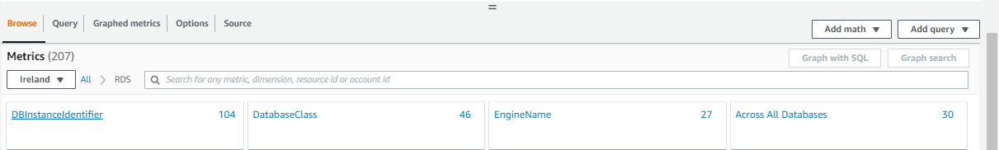 Browse Query Graphed metrics Options Source
Add math Add query
Metrics (207)
Graph with SQL Graph search
Ireland All RDS Search for any metric, dimension, resource id or account id
DBInstanceIdentifier 104 DatabaseClass 46 EngineName 27 Across All Databases 30